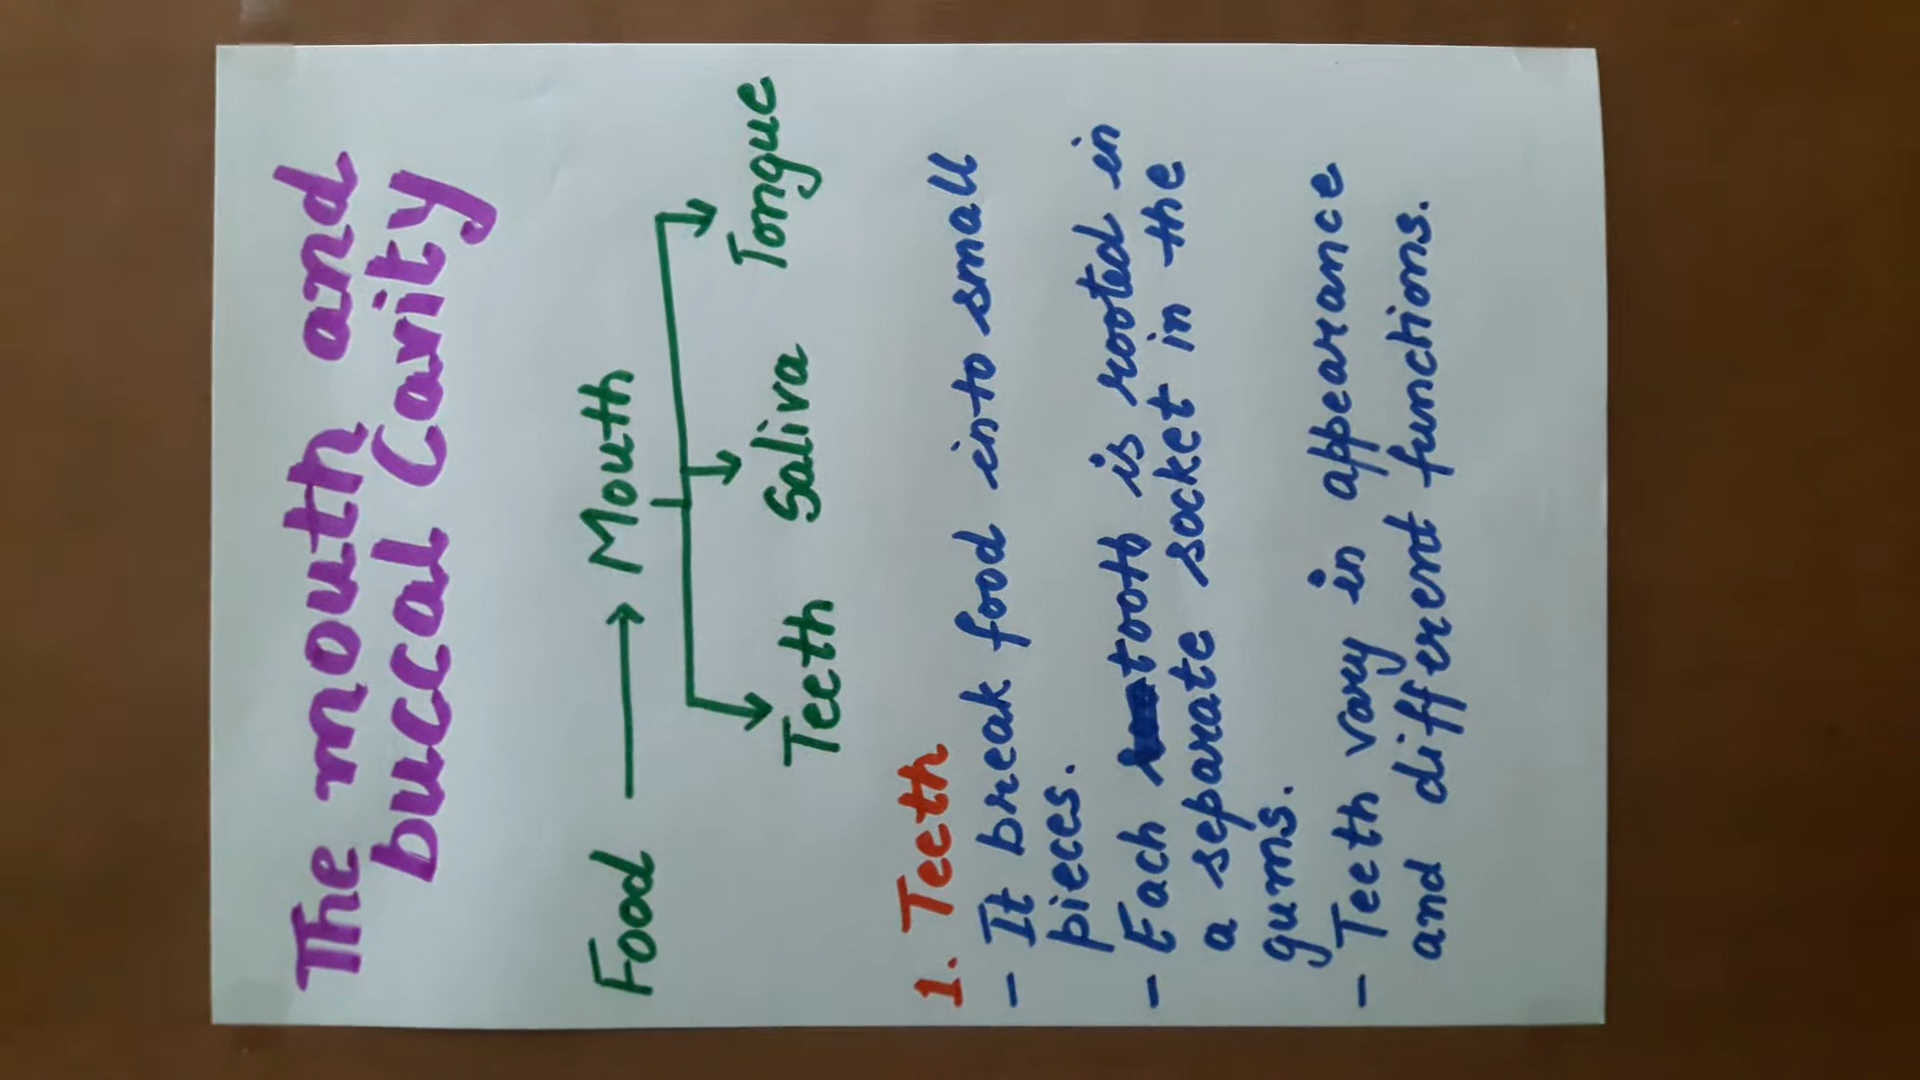 The mouth and
buccal Cavity
Food → Mouth
Teeth Saliva Tongue
1. Teeth
- It break food into small
pieces.
- Each tooth is rooted in
a separate socket in the
gums.
- Teeth vary in appearance
and different functions.